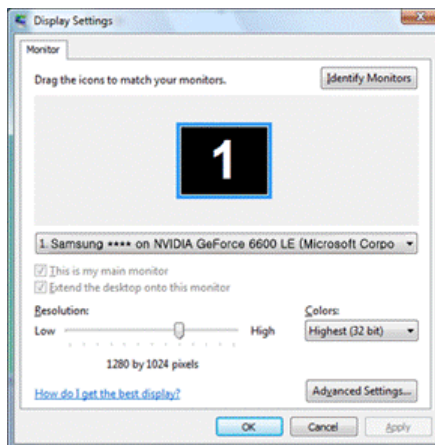 Display Settings
Monitor
Drag the icons to match your monitors.
Identify Monitors
1
1. Samsung **** on NVIDIA GeForce 6600 LE (Microsoft Corpo
This is my main monitor
Extend the desktop onto this monitor
Resolution:
Colors:
Low
High
Highest (32 bit)
1280 by 1024 pixels
How do I get the best display?
Advanced Settings...
OK
Cancel
Apply